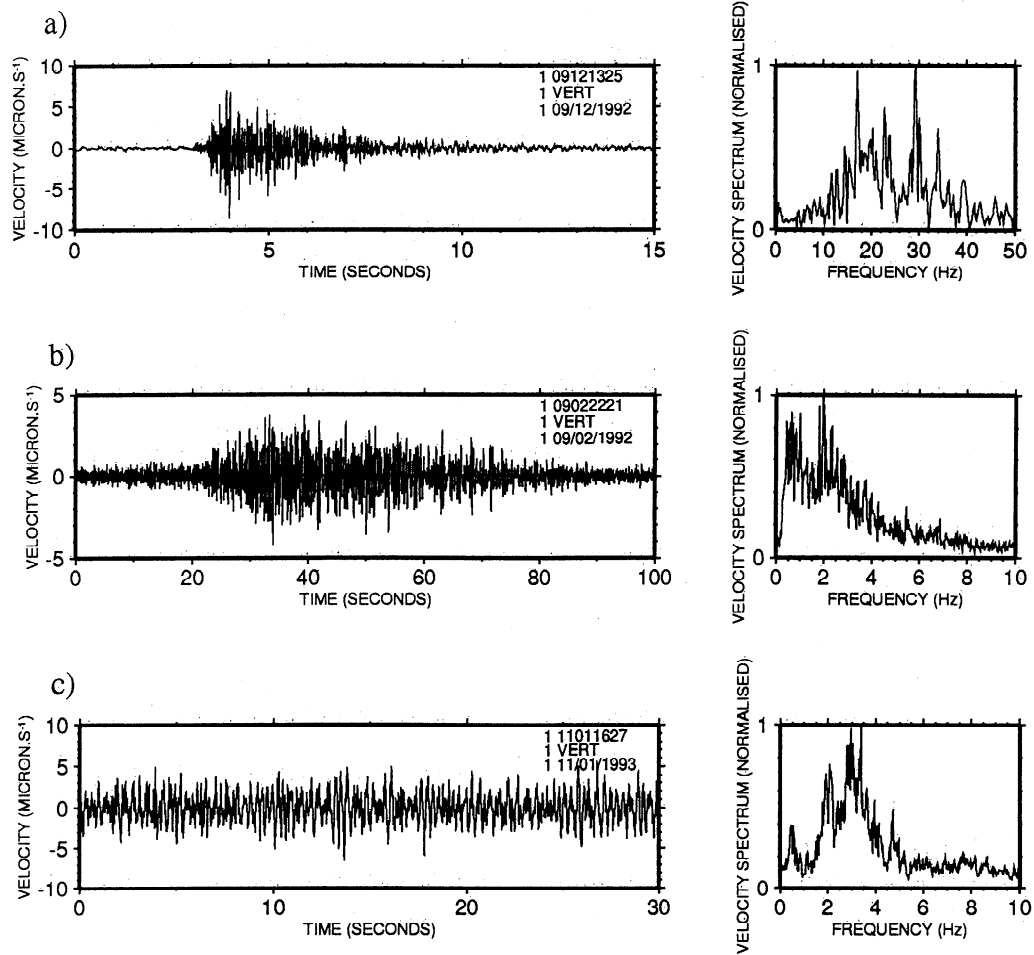 a)
VELOCITY (MICRON.S⁻¹)
10
5
0
-5
-10
1 09121325
1 VERT
1 09/12/1992
0 5 10 15
TIME (SECONDS)
VELOCITY SPECTRUM (NORMALISED)
1
0
0 10 20 30 40 50
FREQUENCY (Hz)
b)
VELOCITY (MICRON.S⁻¹)
5
0
-5
1 09022221
1 VERT
1 09/02/1992
0 20 40 60 80 100
TIME (SECONDS)
VELOCITY SPECTRUM (NORMALISED)
1
0
0 2 4 6 8 10
FREQUENCY (Hz)
c)
VELOCITY (MICRON.S⁻¹)
10
5
0
-5
-10
1 11011627
1 VERT
1 11/01/1993
0 10 20 30
TIME (SECONDS)
VELOCITY SPECTRUM (NORMALISED)
1
0
0 2 4 6 8 10
FREQUENCY (Hz)